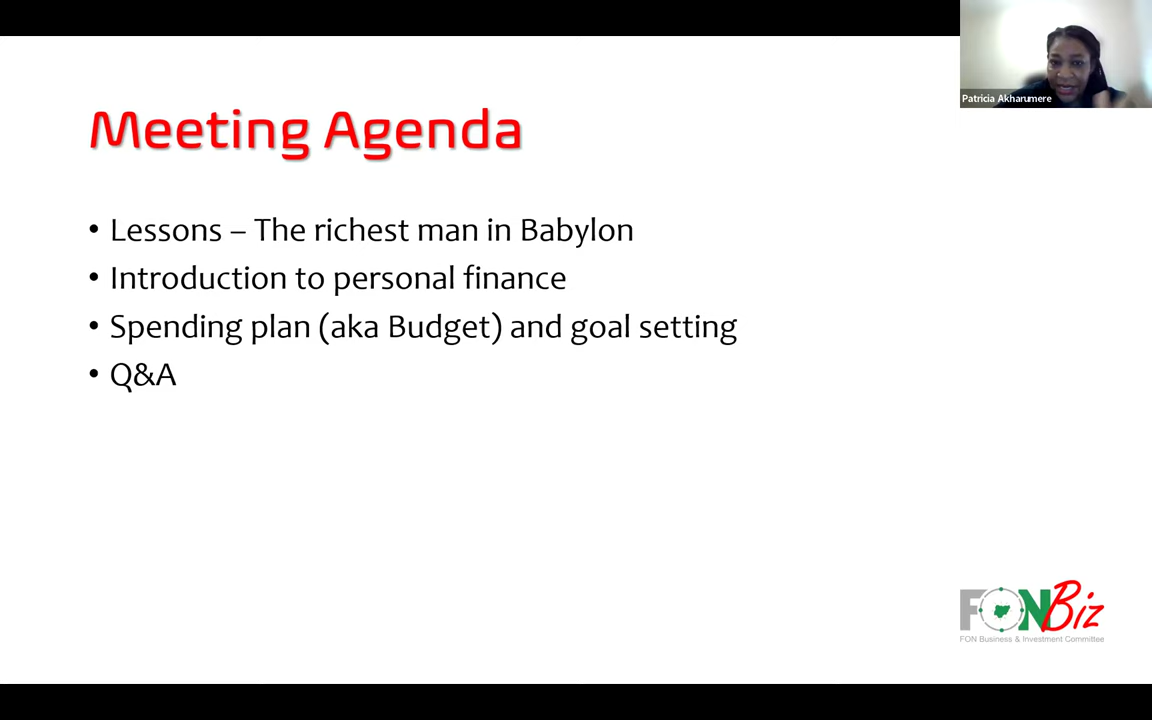 Patricia Akharumere
Meeting Agenda
• Lessons – The richest man in Babylon
• Introduction to personal finance
• Spending plan (aka Budget) and goal setting
• Q&A
FONBiz
FON Business & Investment Committee